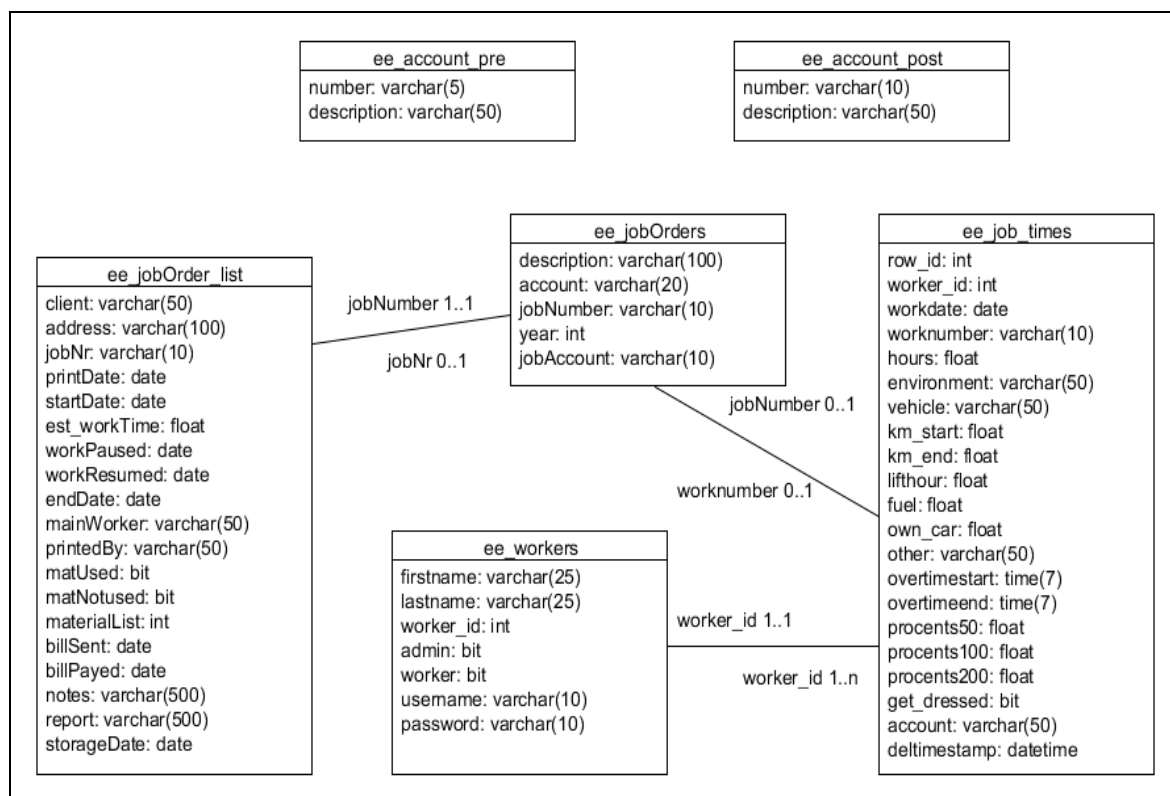 ee_account_pre
number: varchar(5)
description: varchar(50)
ee_account_post
number: varchar(10)
description: varchar(50)
ee_jobOrder_list
client: varchar(50)
address: varchar(100)
jobNr: varchar(10)
printDate: date
startDate: date
est_workTime: float
workPaused: date
workResumed: date
endDate: date
mainWorker: varchar(50)
printedBy: varchar(50)
matUsed: bit
matNotused: bit
materialList: int
billSent: date
billPayed: date
notes: varchar(500)
report: varchar(500)
storageDate: date
jobNumber 1..1
jobNr 0..1
ee_jobOrders
description: varchar(100)
account: varchar(20)
jobNumber: varchar(10)
year: int
jobAccount: varchar(10)
jobNumber 0..1
worknumber 0..1
ee_workers
firstname: varchar(25)
lastname: varchar(25)
worker_id: int
admin: bit
worker: bit
username: varchar(10)
password: varchar(10)
worker_id 1..1
worker_id 1..n
ee_job_times
row_id: int
worker_id: int
workdate: date
worknumber: varchar(10)
hours: float
environment: varchar(50)
vehicle: varchar(50)
km_start: float
km_end: float
lifthour: float
fuel: float
own_car: float
other: varchar(50)
overtimestart: time(7)
overtimeend: time(7)
procents50: float
procents100: float
procents200: float
get_dressed: bit
account: varchar(50)
deltimestamp: datetime